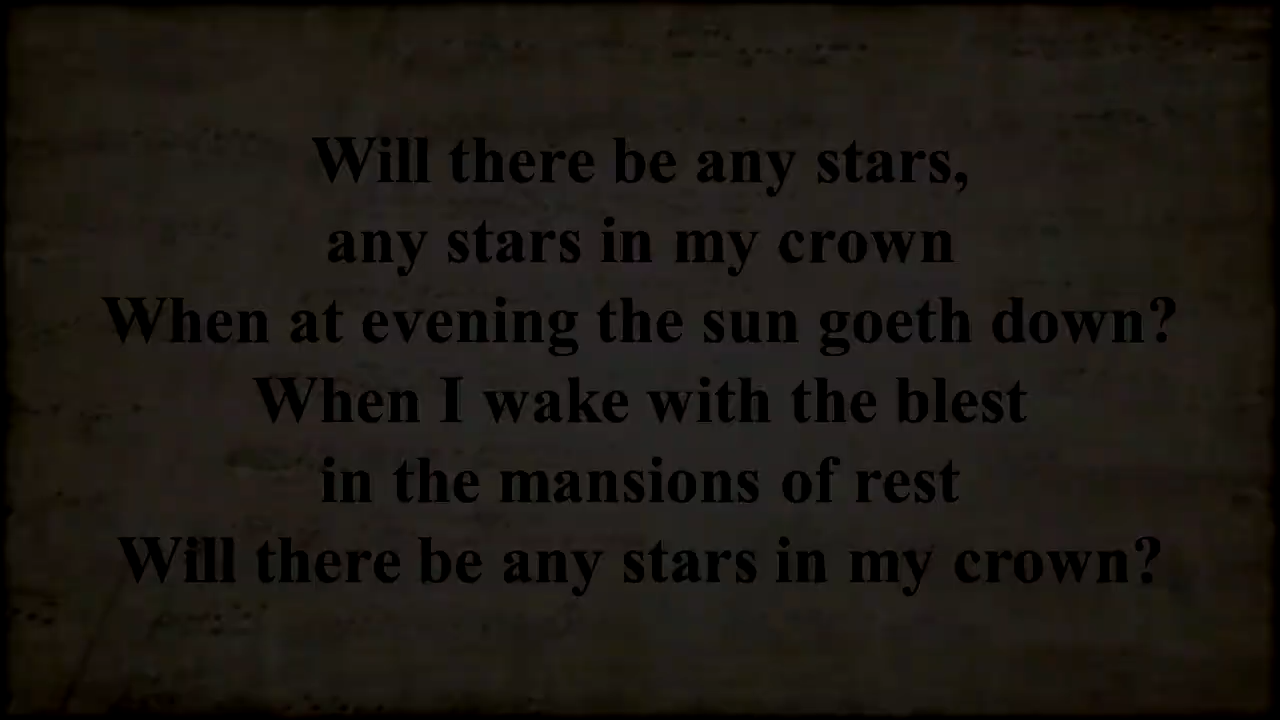 Will there be any stars,
any stars in my crown
When at evening the sun goeth down?
When I wake with the blest
in the mansions of rest
Will there be any stars in my crown?